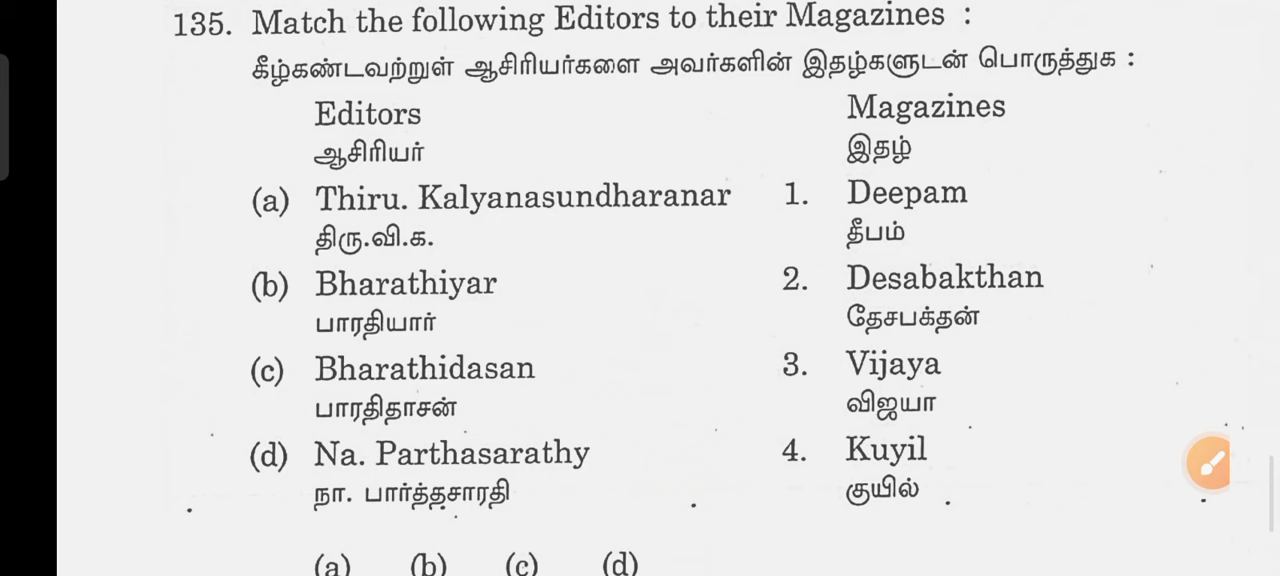 135. Match the following Editors to their Magazines :
கீழ்கண்டவற்றுள் ஆசிரியர்களை அவர்களின் இதழ்களுடன் பொருத்துக :
Editors Magazines
ஆசிரியர் இதழ்
(a) Thiru. Kalyanasundharanar 1. Deepam
திரு.வி.க. தீபம்
(b) Bharathiyar 2. Desabakthan
பாரதியார் தேசபக்தன்
(c) Bharathidasan 3. Vijaya
பாரதிதாசன் விஜயா
(d) Na. Parthasarathy 4. Kuyil
நா. பார்த்தசாரதி குயில்
(a) (b) (c) (d)